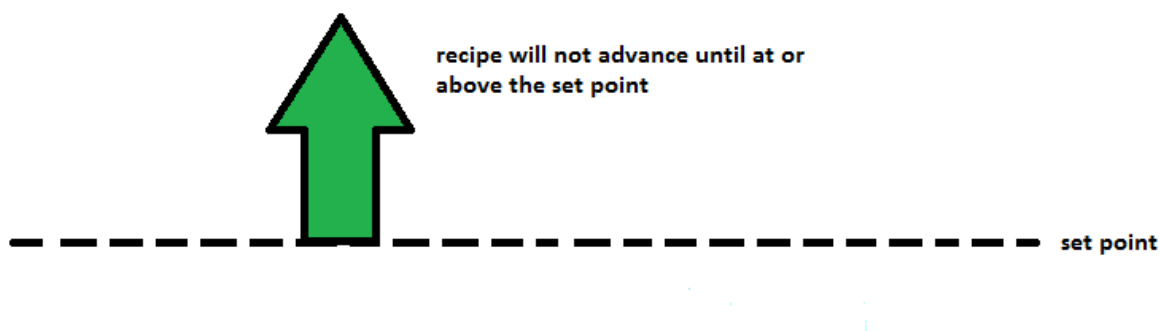 recipe will not advance until at or
above the set point
set point